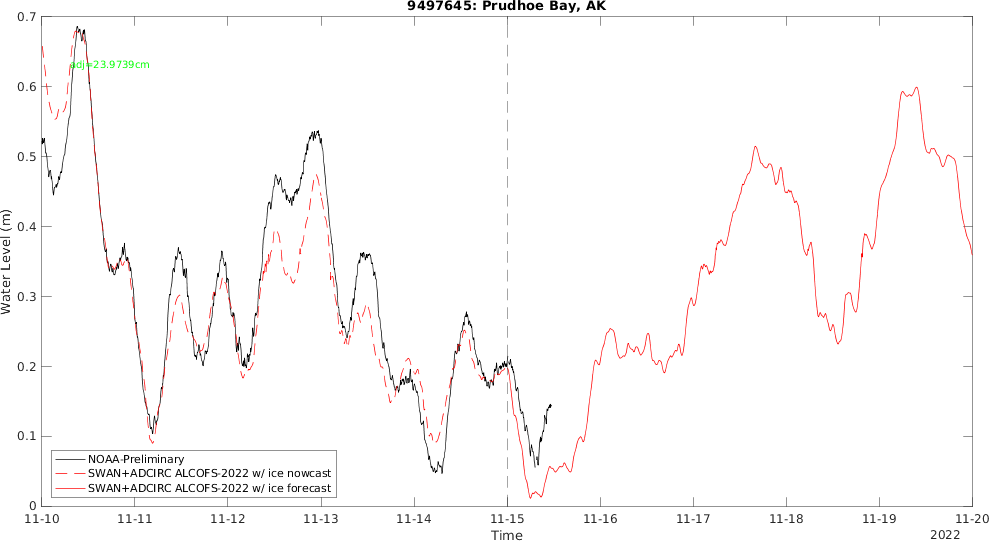 9497645: Prudhoe Bay, AK
0.7
0.6
0.5
0.4
0.3
0.2
0.1
0
Water Level (m)
adj=23.9739cm
NOAA-Preliminary
SWAN+ADCIRC ALCOFS-2022 w/ ice nowcast
SWAN+ADCIRC ALCOFS-2022 w/ ice forecast
11-10 11-11 11-12 11-13 11-14 11-15 11-16 11-17 11-18 11-19 11-20
Time
2022